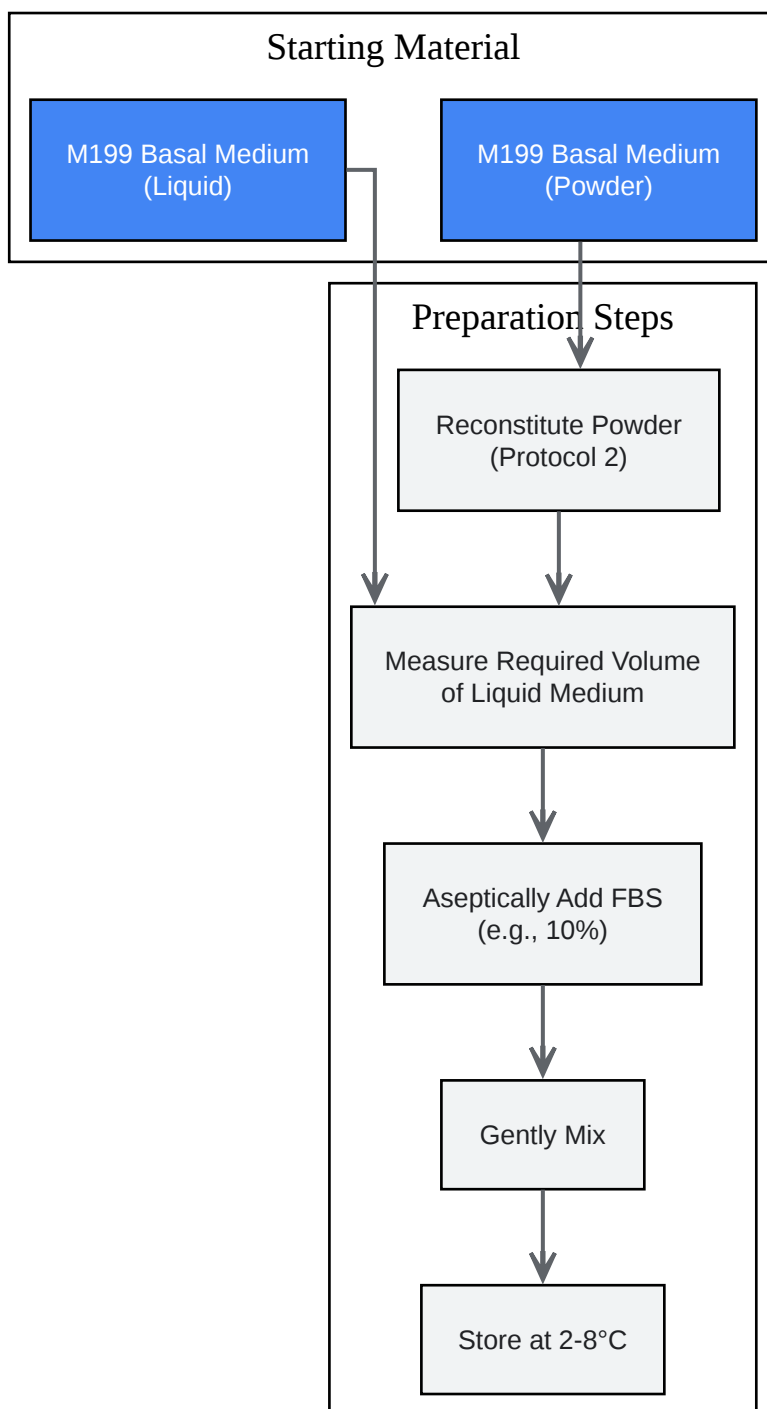 Starting Material
M199 Basal Medium
(Liquid)
M199 Basal Medium
(Powder)
Preparation Steps
Reconstitute Powder
(Protocol 2)
Measure Required Volume
of Liquid Medium
Aseptically Add FBS
(e.g., 10%)
Gently Mix
Store at 2-8°C